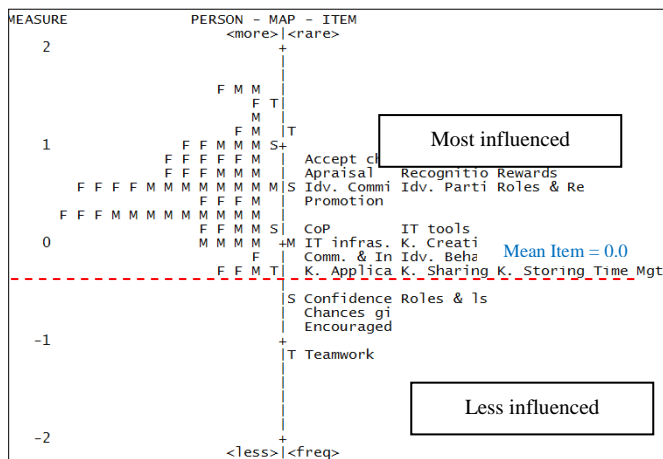 MEASURE PERSON - MAP - ITEM
<more>|<rare>
2 +
|
|
|
F M M |
F T|
M |
F M |T
1 F F M M M S+
Most influenced
F F F F F M | Accept ch
F F F M M M | Appraisal Recognitio Rewards
F F F F M M M M M M M M|S Idv. Commi Idv. Parti Roles & Re
F F F M | Promotion
F F F M M M M M M M M M |
F F M S| CoP IT tools
0 M M M M +M IT infras. K. Creati
Mean Item = 0.0
F | Comm. & In Idv. Beha
F F M T| K. Applica K. Sharing K. Storing Time Mgt
|
|S Confidence Roles & ls
| Chances gi
| Encouraged
-1 +
|T Teamwork
|
|
|
Less influenced
|
|
-2 +
<less>|<freq>